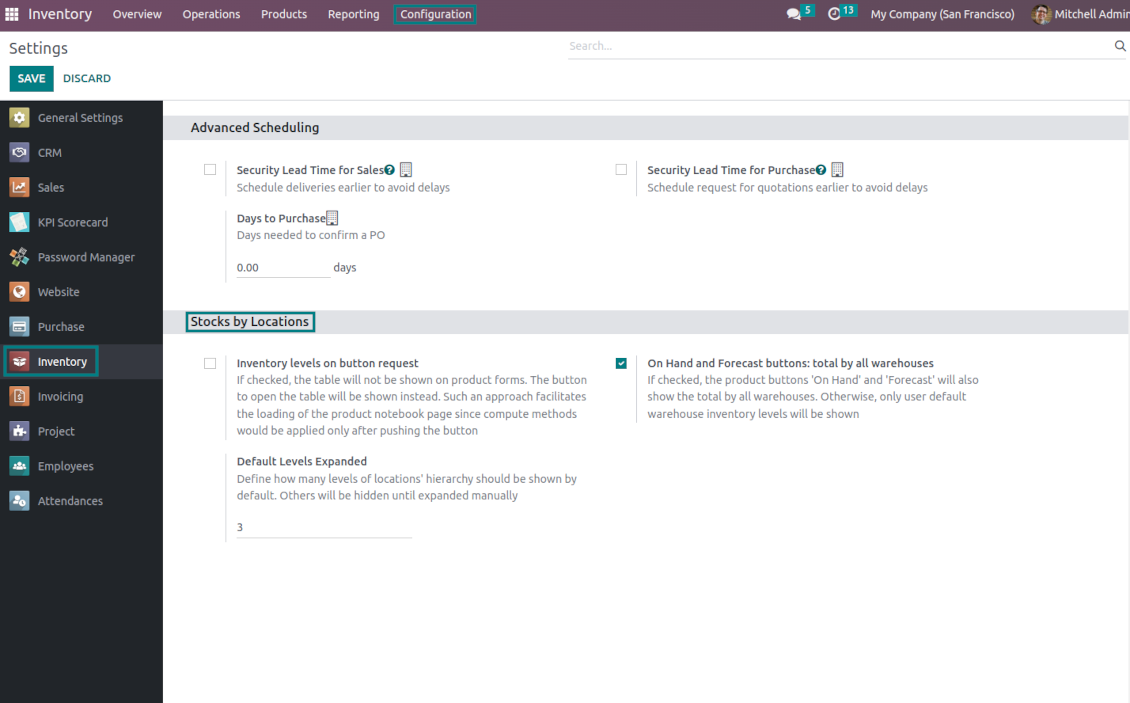 Inventory Overview Operations Products Reporting Configuration 5 13 My Company (San Francisco) Mitchell Admin
Settings
Search...
SAVE DISCARD
General Settings
CRM
Sales
KPI Scorecard
Password Manager
Website
Purchase
Inventory
Invoicing
Project
Employees
Attendances
Advanced Scheduling
Security Lead Time for Sales
Schedule deliveries earlier to avoid delays
Security Lead Time for Purchase
Schedule request for quotations earlier to avoid delays
Days to Purchase
Days needed to confirm a PO
0.00 days
Stocks by Locations
Inventory levels on button request
If checked, the table will not be shown on product forms. The button
to open the table will be shown instead. Such an approach facilitates
the loading of the product notebook page since compute methods
would be applied only after pushing the button
On Hand and Forecast buttons: total by all warehouses
If checked, the product buttons 'On Hand' and 'Forecast' will also
show the total by all warehouses. Otherwise, only user default
warehouse inventory levels will be shown
Default Levels Expanded
Define how many levels of locations' hierarchy should be shown by
default. Others will be hidden until expanded manually
3